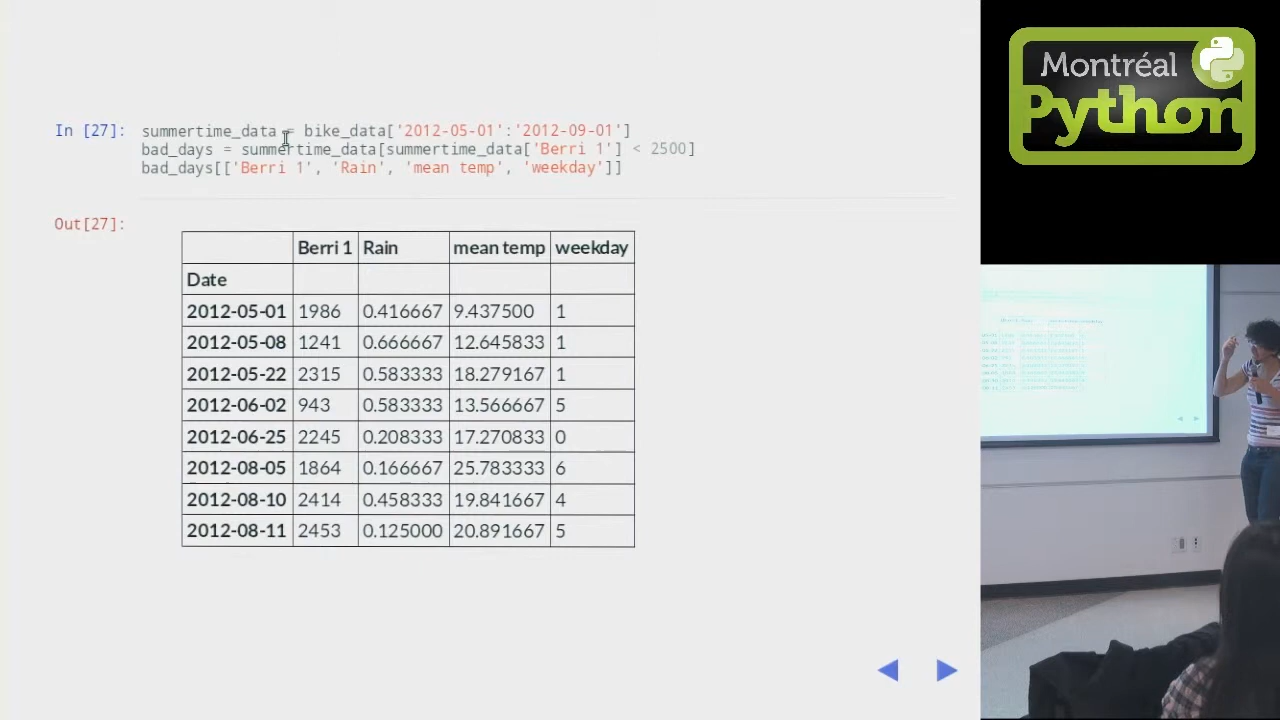 In [27]: summertime_data = bike_data['2012-05-01':'2012-09-01']
bad_days = summertime_data[summertime_data['Berri 1'] < 2500]
bad_days[['Berri 1', 'Rain', 'mean temp', 'weekday']]
Out[27]:
Berri 1 Rain mean temp weekday
Date
2012-05-01 1986 0.416667 9.437500 1
2012-05-08 1241 0.666667 12.645833 1
2012-05-22 2315 0.583333 18.279167 1
2012-06-02 943 0.583333 13.566667 5
2012-06-25 2245 0.208333 17.270833 0
2012-08-05 1864 0.166667 25.783333 6
2012-08-10 2414 0.458333 19.841667 4
2012-08-11 2453 0.125000 20.891667 5
Montréal
Python